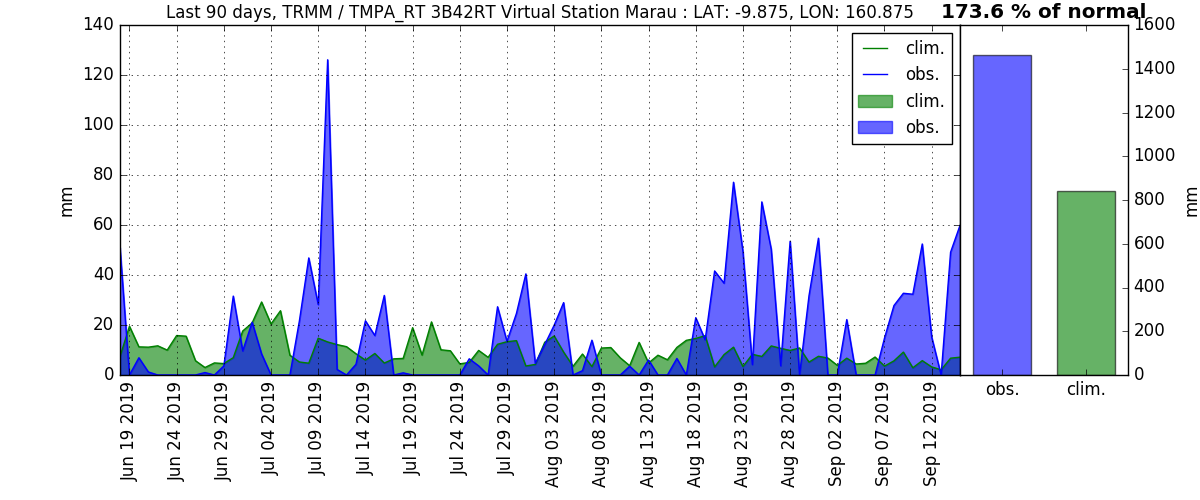 Last 90 days, TRMM / TMPA_RT 3B42RT Virtual Station Marau : LAT: -9.875, LON: 160.875
173.6 % of normal
140
120
100
80
60
40
20
0
mm
clim.
obs.
clim.
obs.
1600
1400
1200
1000
800
600
400
200
0
mm
Jun 19 2019
Jun 24 2019
Jun 29 2019
Jul 04 2019
Jul 09 2019
Jul 14 2019
Jul 19 2019
Jul 24 2019
Jul 29 2019
Aug 03 2019
Aug 08 2019
Aug 13 2019
Aug 18 2019
Aug 23 2019
Aug 28 2019
Sep 02 2019
Sep 07 2019
Sep 12 2019
obs.
clim.